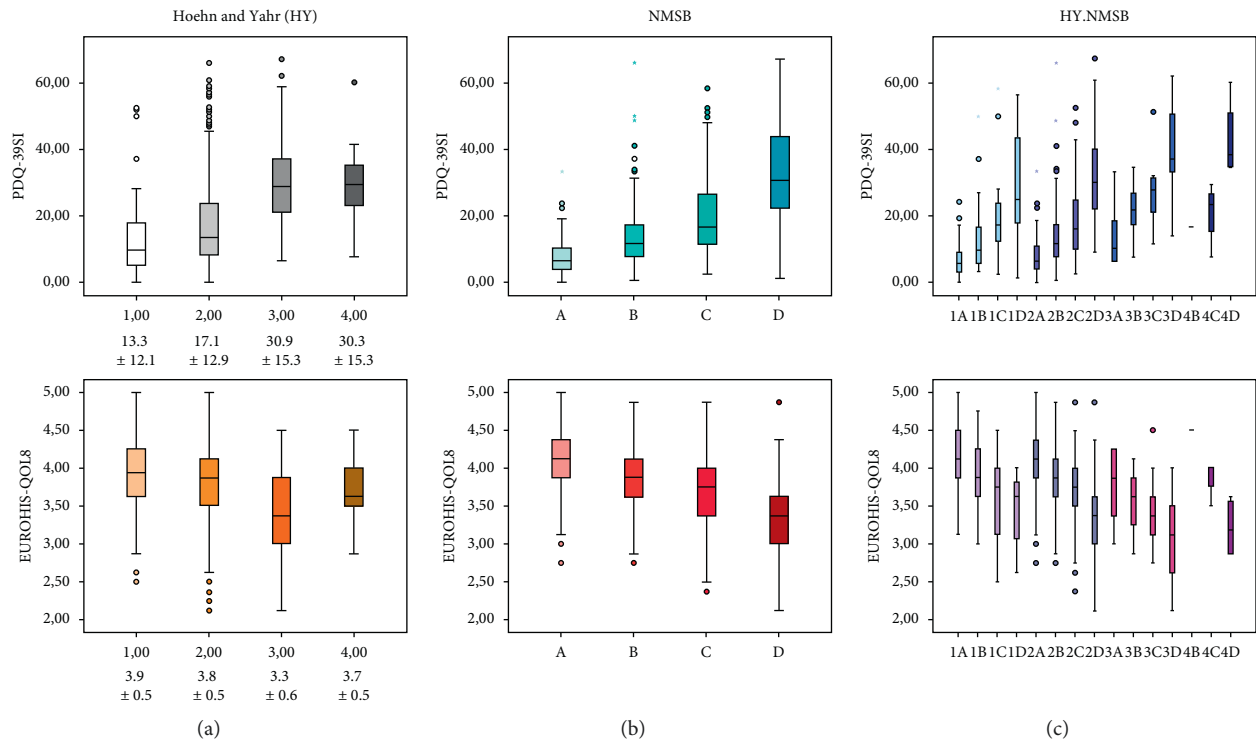 Hoehn and Yahr (HY)
NMSB
HY.NMSB
PDQ-39SI
60,00
40,00
20,00
0,00
1,00 2,00 3,00 4,00
13.3 17.1 30.9 30.3
± 12.1 ± 12.9 ± 15.3 ± 15.3
PDQ-39SI
60,00
40,00
20,00
0,00
A B C D
PDQ-39SI
60,00
40,00
20,00
0,00
1A 1B 1C 1D 2A 2B 2C 2D 3A 3B 3C 3D 4B 4C 4D
EUROHIS-QOL8
5,00
4,50
4,00
3,50
3,00
2,50
2,00
1,00 2,00 3,00 4,00
3.9 3.8 3.3 3.7
± 0.5 ± 0.5 ± 0.6 ± 0.5
EUROHIS-QOL8
5,00
4,50
4,00
3,50
3,00
2,50
2,00
A B C D
EUROHIS-QOL8
5,00
4,50
4,00
3,50
3,00
2,50
2,00
1A 1B 1C 1D 2A 2B 2C 2D 3A 3B 3C 3D 4B 4C 4D
(a)
(b)
(c)